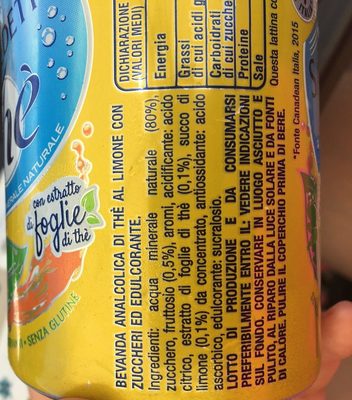 DETTI
thè
MINERALE NATURALE
con estratto
di foglie
di thè
SENZA GLUTINE
BEVANDA ANALCOLICA DI THÈ AL LIMONE CON
ZUCCHERI ED EDULCORANTE.
Ingredienti: acqua minerale naturale (80%),
zucchero, fruttosio (0,5%), aromi, acidificante: acido
citrico, estratto di foglie di thè (0,1%), succo di
limone (0,1%) da concentrato, antiossidante: acido
ascorbico, edulcorante: sucralosio.
LOTTO DI PRODUZIONE E DA CONSUMARSI
PREFERIBILMENTE ENTRO IL: VEDERE INDICAZIONI
SUL FONDO, CONSERVARE IN LUOGO ASCIUTTO E
PULITO, AL RIPARO DALLA LUCE SOLARE E DA FONTI
DI CALORE. PULIRE IL COPERCHIO PRIMA DI BERE.
DICHIARAZIONE
VALORI MEDI
Energia
Grassi
di cui acidi
Carboidrati
di cui zuccheri
Proteine
Sale
Questa lattina co
*Fonte Canadean Italia, 2015